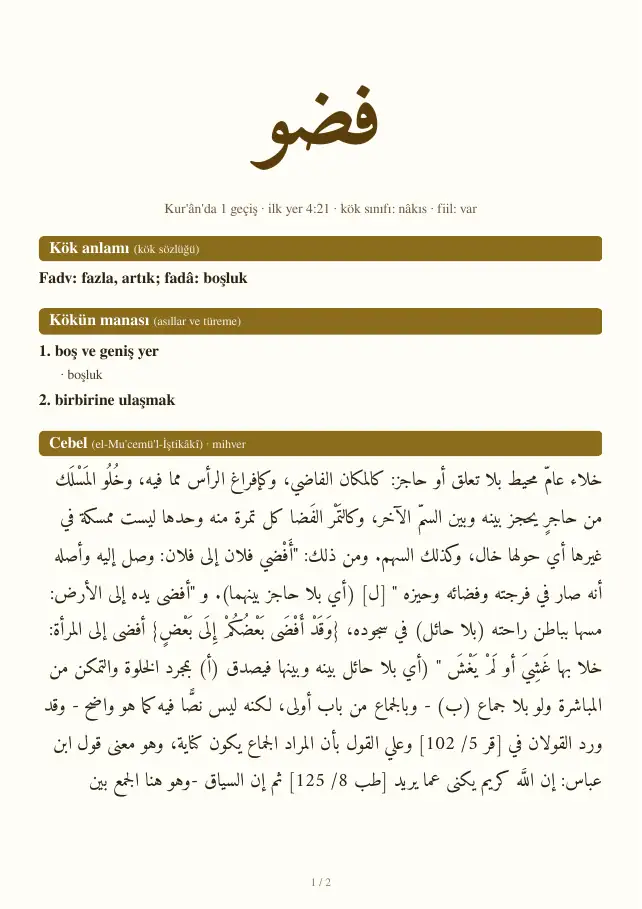 فضو
Kur'ân'da 1 geçiş · ilk yer 4:21 · kök sınıfı: nâkıs · fiil: var
Kök anlamı (kök sözlüğü)
Fadv: fazla, artık; fadâ: boşluk
Kökün manası (asıllar ve türeme)
1. boş ve geniş yer
· boşluk
2. birbirine ulaşmak
Cebel (el-Mu'cemü'l-İştikâkî) · mihver
خلاء عامّ محيط بلا تعلق أو حاجز: كالمكان الفاضي، وكإفراغ الرأس مما فيه، وخُلُو المَسْلَك
من حاجرٍ يحجز بينه وبين السمّ الآخر، وكالتَمْر الفَضا كل تمرة منه وحدها ليست ممسكة في
غيرها أي حولها خال، وكذلك السهم. ومن ذلك: "أَفْضي فلان إلى فلان: وصل إليه وأصله
أنه صار في فرجته وفضائه وحيزه " [ل] (أي بلا حاجز بينهما). و "أفضى يده إلى الأرض:
مسها بباطن راحته (بلا حائل) في سجوده، {وَقَدْ أَفْضَى بَعْضُكُمْ إِلَى بَعْضٍ} أفضى إلى المرأة:
خلا بها غَشِيَ أو لَمْ يَغْشَ " (أي بلا حائل بينه وبينها فيصدق (أ) بمجرد الخلوة والتمكن من
المباشرة ولو بلا جماع (ب) - وبالجماع من باب أولى، لكنه ليس نصًّا فيه كما هو واضح - وقد
ورد القولان في [قر 5/ 102] وعلي القول بأن المراد الجماع يكون كناية، وهو معنى قول ابن
عباس: إن اللَّه كريم يكنى عما يريد [طب 8/ 125] ثم إن السياق -وهو هنا الجمع بين
1 / 2